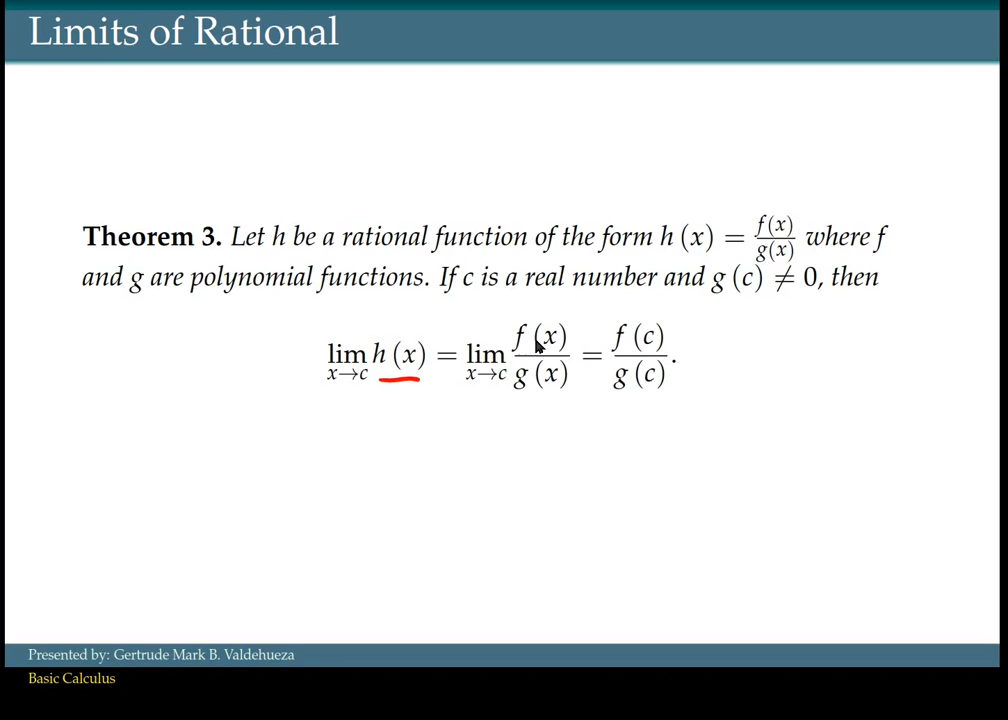 Limits of Rational
Theorem 3. Let h be a rational function of the form h (x) = f(x)/g(x) where f
and g are polynomial functions. If c is a real number and g (c) ≠ 0, then
lim x→c h (x) = lim x→c f (x)/g (x) = f (c)/g (c).
Presented by: Gertrude Mark B. Valdehueza
Basic Calculus